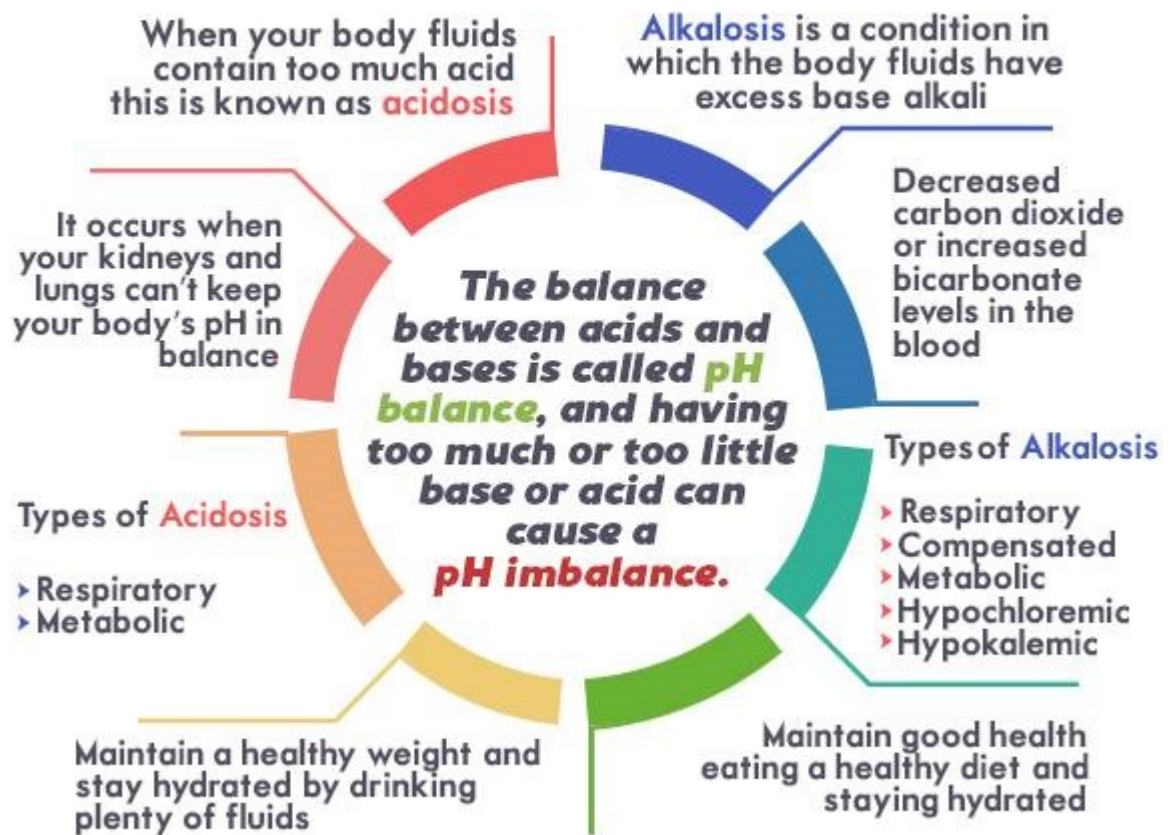 When your body fluids
contain too much acid
this is known as acidosis
It occurs when
your kidneys and
lungs can't keep
your body's pH in
balance
Types of Acidosis
➤ Respiratory
➤ Metabolic
Maintain a healthy weight and
stay hydrated by drinking
plenty of fluids
The balance
between acids and
bases is called pH
balance, and having
too much or too little
base or acid can
cause a
pH imbalance.
Alkalosis is a condition in
which the body fluids have
excess base alkali
Decreased
carbon dioxide
or increased
bicarbonate
levels in the
blood
Types of Alkalosis
➤ Respiratory
➤ Compensated
➤ Metabolic
➤ Hypochloremic
➤ Hypokalemic
Maintain good health
eating a healthy diet and
staying hydrated